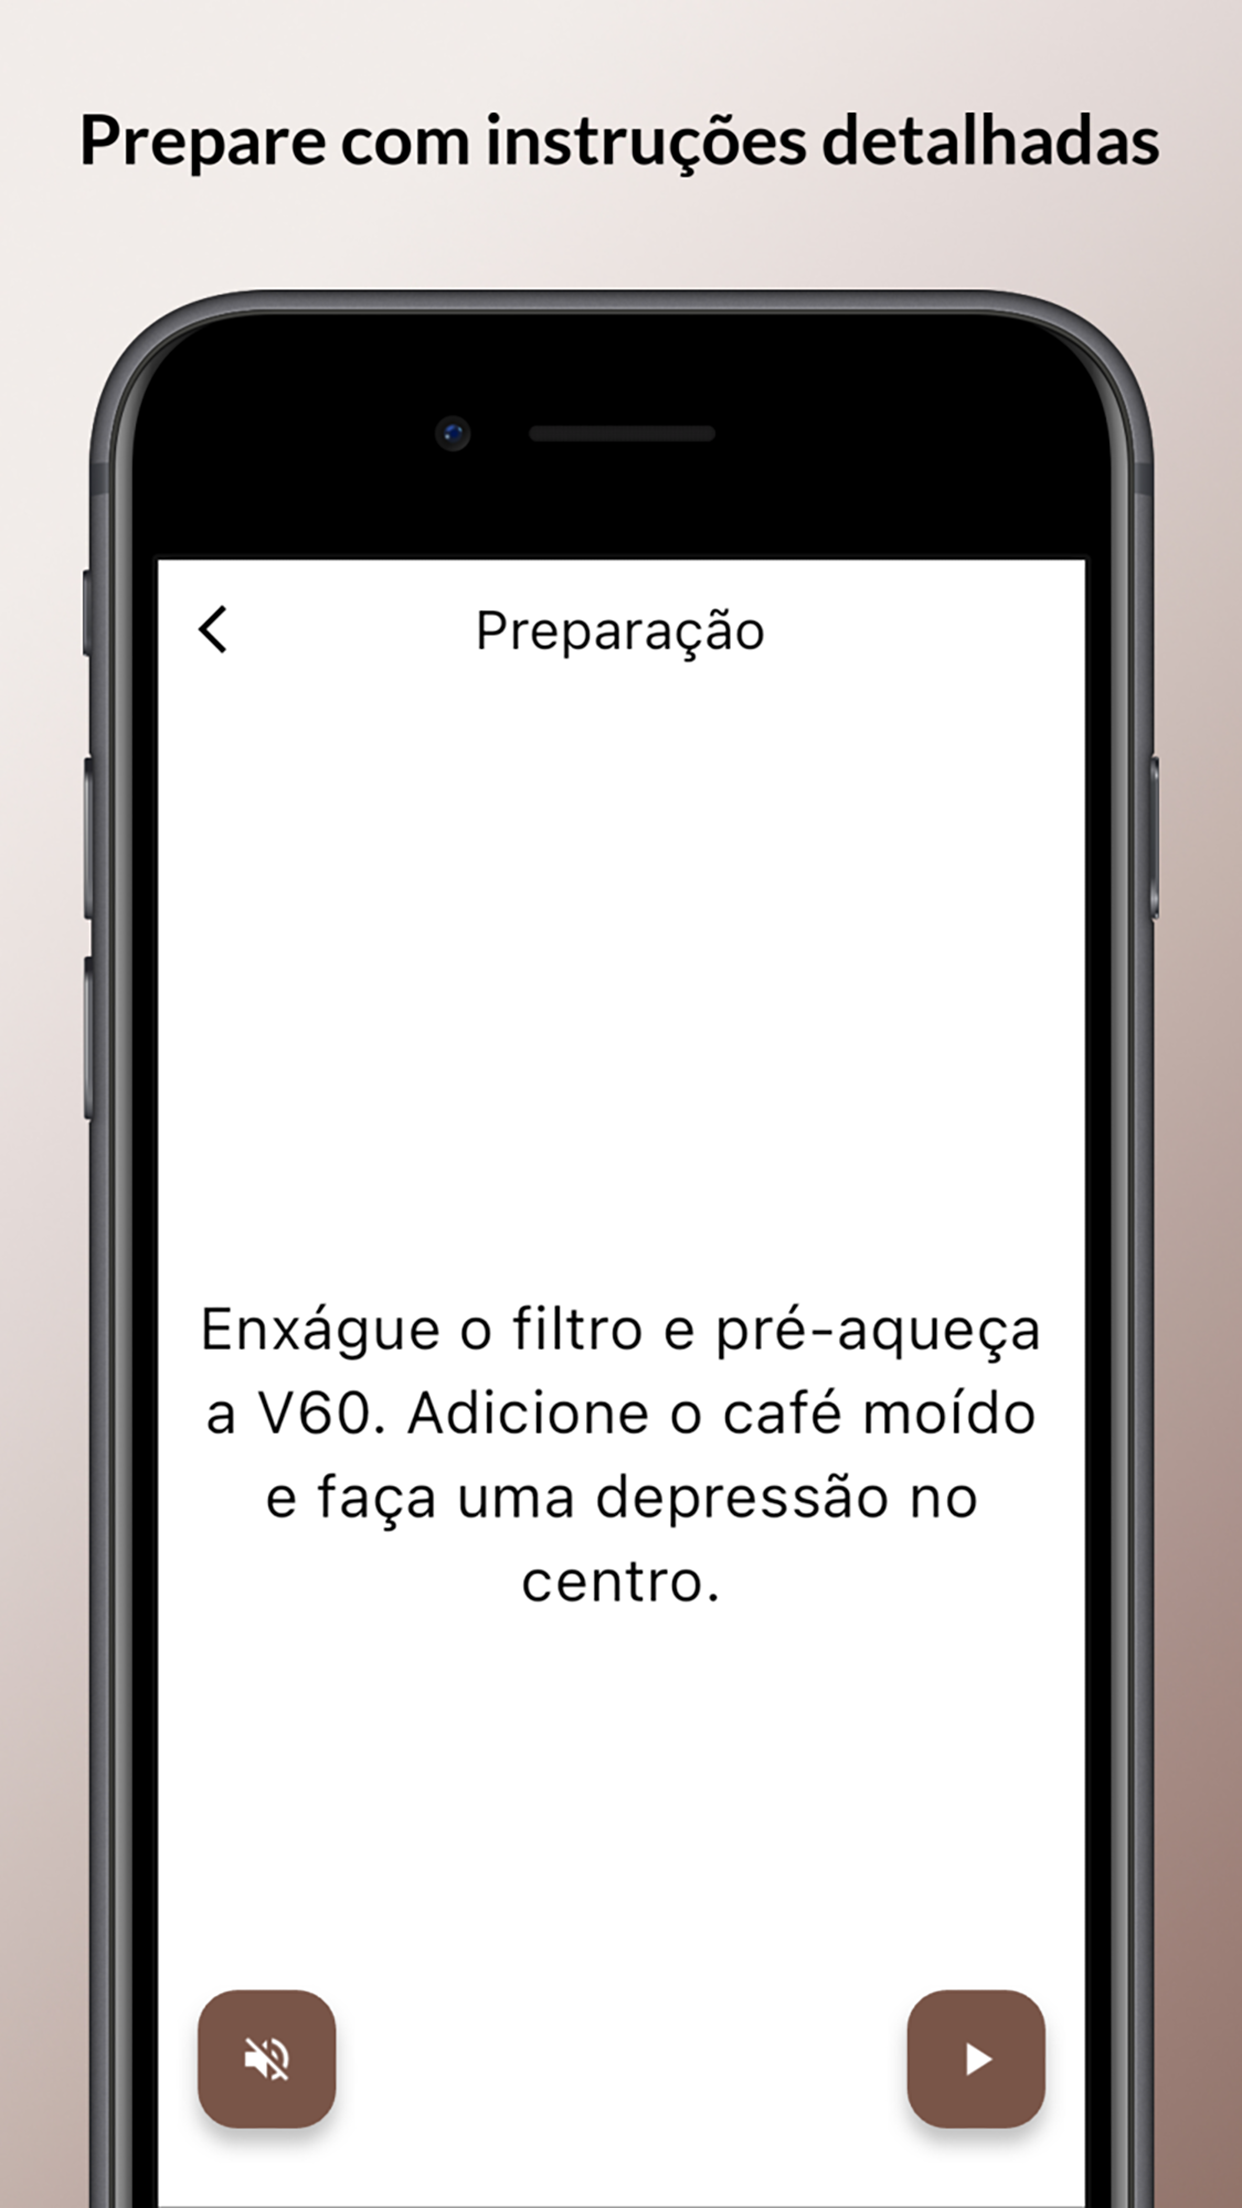 Prepare com instruções detalhadas
Preparação
Enxágue o filtro e pré-aqueça
a V60. Adicione o café moído
e faça uma depressão no
centro.